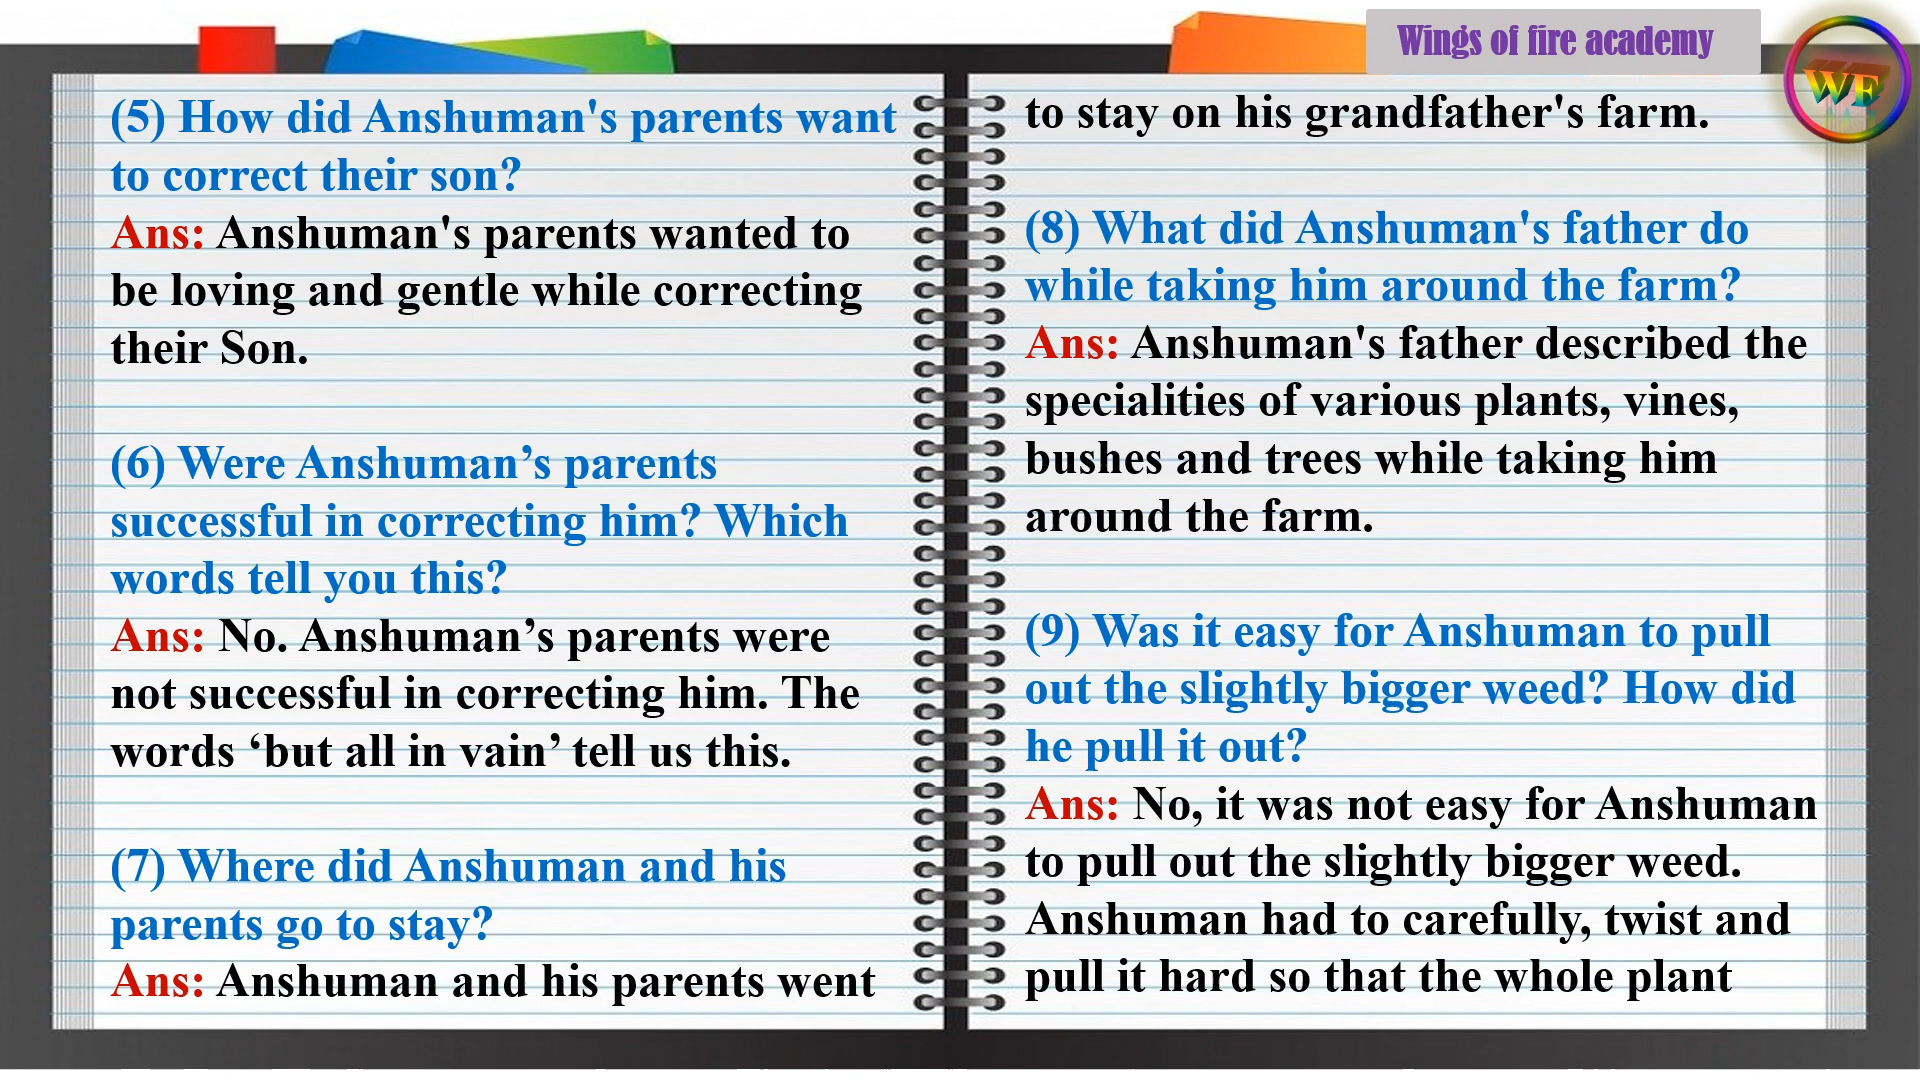 Wings of fire academy
WE
(5) How did Anshuman's parents want
to correct their son?
Ans: Anshuman's parents wanted to
be loving and gentle while correcting
their Son.
(6) Were Anshuman’s parents
successful in correcting him? Which
words tell you this?
Ans: No. Anshuman’s parents were
not successful in correcting him. The
words ‘but all in vain’ tell us this.
(7) Where did Anshuman and his
parents go to stay?
Ans: Anshuman and his parents went
to stay on his grandfather's farm.
(8) What did Anshuman's father do
while taking him around the farm?
Ans: Anshuman's father described the
specialities of various plants, vines,
bushes and trees while taking him
around the farm.
(9) Was it easy for Anshuman to pull
out the slightly bigger weed? How did
he pull it out?
Ans: No, it was not easy for Anshuman
to pull out the slightly bigger weed.
Anshuman had to carefully, twist and
pull it hard so that the whole plant